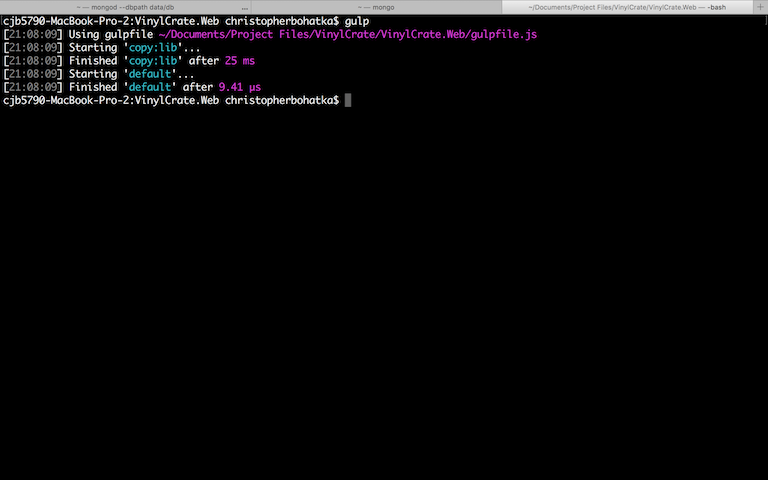 ~ — mongod --dbpath data/db ...
~ — mongo
~/Documents/Project Files/VinylCrate/VinylCrate.Web — -bash
+
cjb5790-MacBook-Pro-2:VinylCrate.Web christopherbohatka$ gulp
[21:08:09] Using gulpfile ~/Documents/Project Files/VinylCrate/VinylCrate.Web/gulpfile.js
[21:08:09] Starting 'copy:lib'...
[21:08:09] Finished 'copy:lib' after 25 ms
[21:08:09] Starting 'default'...
[21:08:09] Finished 'default' after 9.41 μs
cjb5790-MacBook-Pro-2:VinylCrate.Web christopherbohatka$